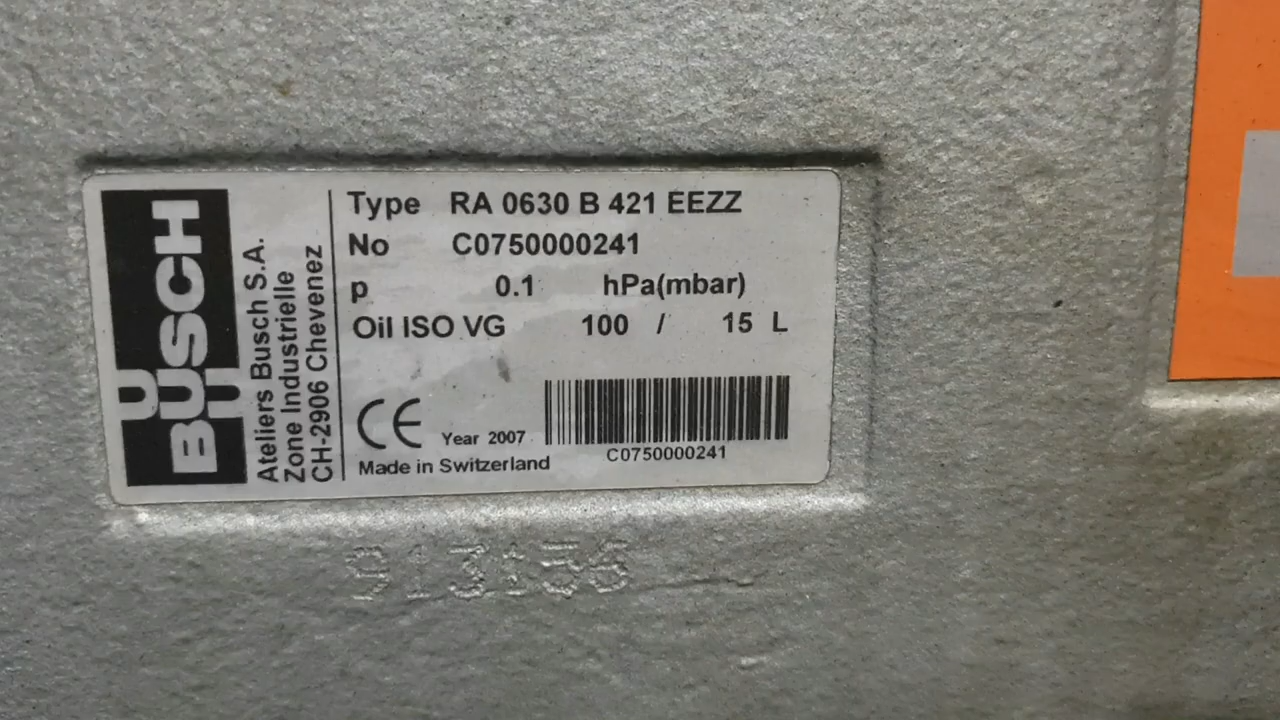 BUSCH
Ateliers Busch S.A.
Zone Industrielle
CH-2906 Chevenez
Type RA 0630 B 421 EEZZ
No C0750000241
p 0.1 hPa(mbar)
Oil ISO VG 100 / 15 L
CE Year 2007
C0750000241
Made in Switzerland